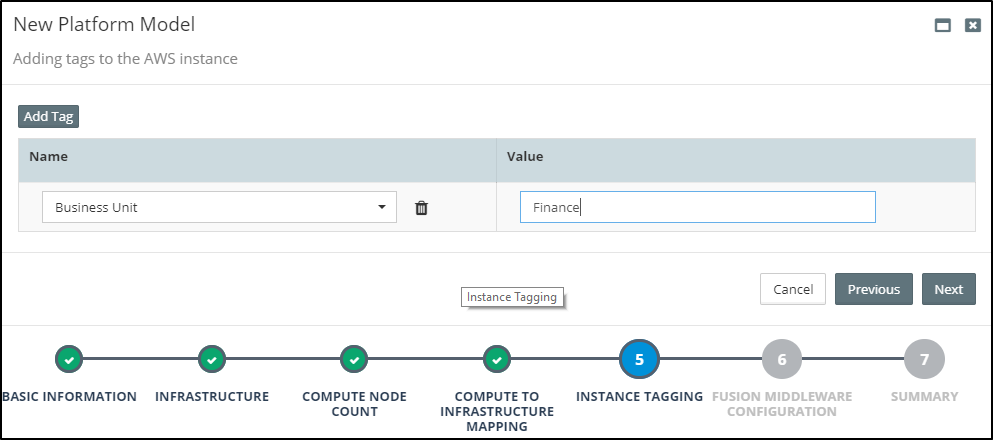 New Platform Model
Adding tags to the AWS instance
Add Tag
Name Value
Business Unit Finance
Cancel Previous Next
Instance Tagging
5 6 7
BASIC INFORMATION INFRASTRUCTURE COMPUTE NODE COMPUTE TO INSTANCE TAGGING FUSION MIDDLEWARE SUMMARY
COUNT INFRASTRUCTURE CONFIGURATION
MAPPING